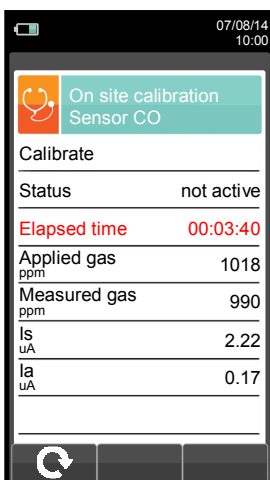 07/08/14
10:00
On site calibration
Sensor CO
Calibrate
Status not active
Elapsed time 00:03:40
Applied gas 1018
ppm
Measured gas 990
ppm
Is 2.22
uA
Ia 0.17
uA